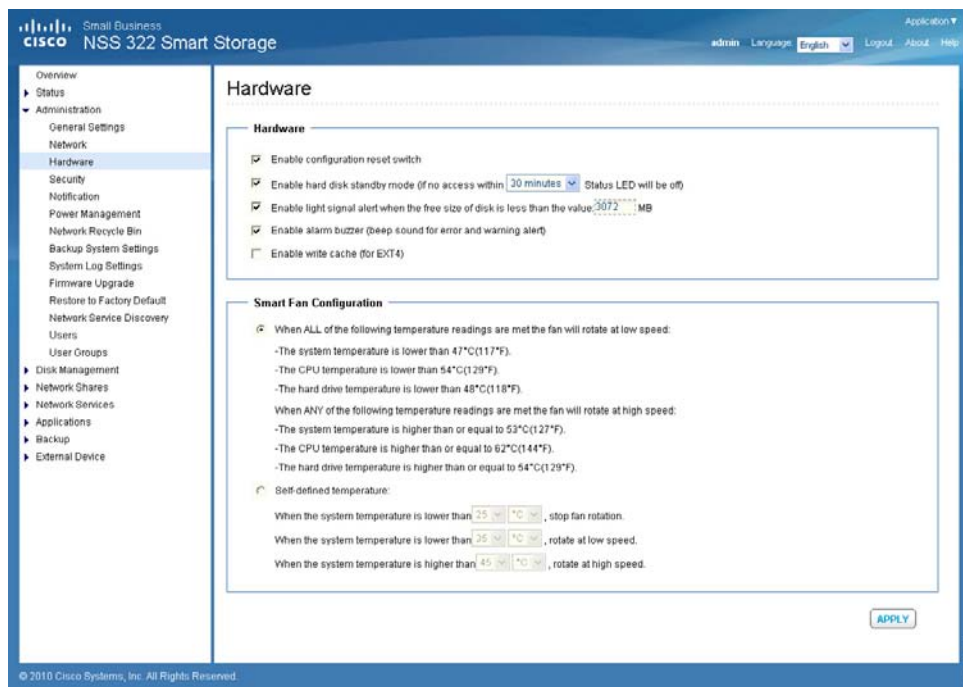 Small Business
CISCO NSS 322 Smart Storage
Application
admin Language: English Logout About Help
Overview
Status
Administration
General Settings
Network
Hardware
Security
Notification
Power Management
Network Recycle Bin
Backup System Settings
System Log Settings
Firmware Upgrade
Restore to Factory Default
Network Service Discovery
Users
User Groups
Disk Management
Network Shares
Network Services
Applications
Backup
External Device
Hardware
Hardware
Enable configuration reset switch
Enable hard disk standby mode (if no access within 30 minutes Status LED will be off)
Enable light signal alert when the free size of disk is less than the value: 3072 MB
Enable alarm buzzer (beep sound for error and warning alert)
Enable write cache (for EXT4)
Smart Fan Configuration
When ALL of the following temperature readings are met the fan will rotate at low speed:
-The system temperature is lower than 47°C(117°F).
-The CPU temperature is lower than 54°C(129°F).
-The hard drive temperature is lower than 48°C(118°F).
When ANY of the following temperature readings are met the fan will rotate at high speed:
-The system temperature is higher than or equal to 53°C(127°F).
-The CPU temperature is higher than or equal to 62°C(144°F).
-The hard drive temperature is higher than or equal to 54°C(129°F).
Self-defined temperature:
When the system temperature is lower than 25 °C , stop fan rotation.
When the system temperature is lower than 35 °C , rotate at low speed.
When the system temperature is higher than 45 °C , rotate at high speed.
APPLY
© 2010 Cisco Systems, Inc. All Rights Reserved.